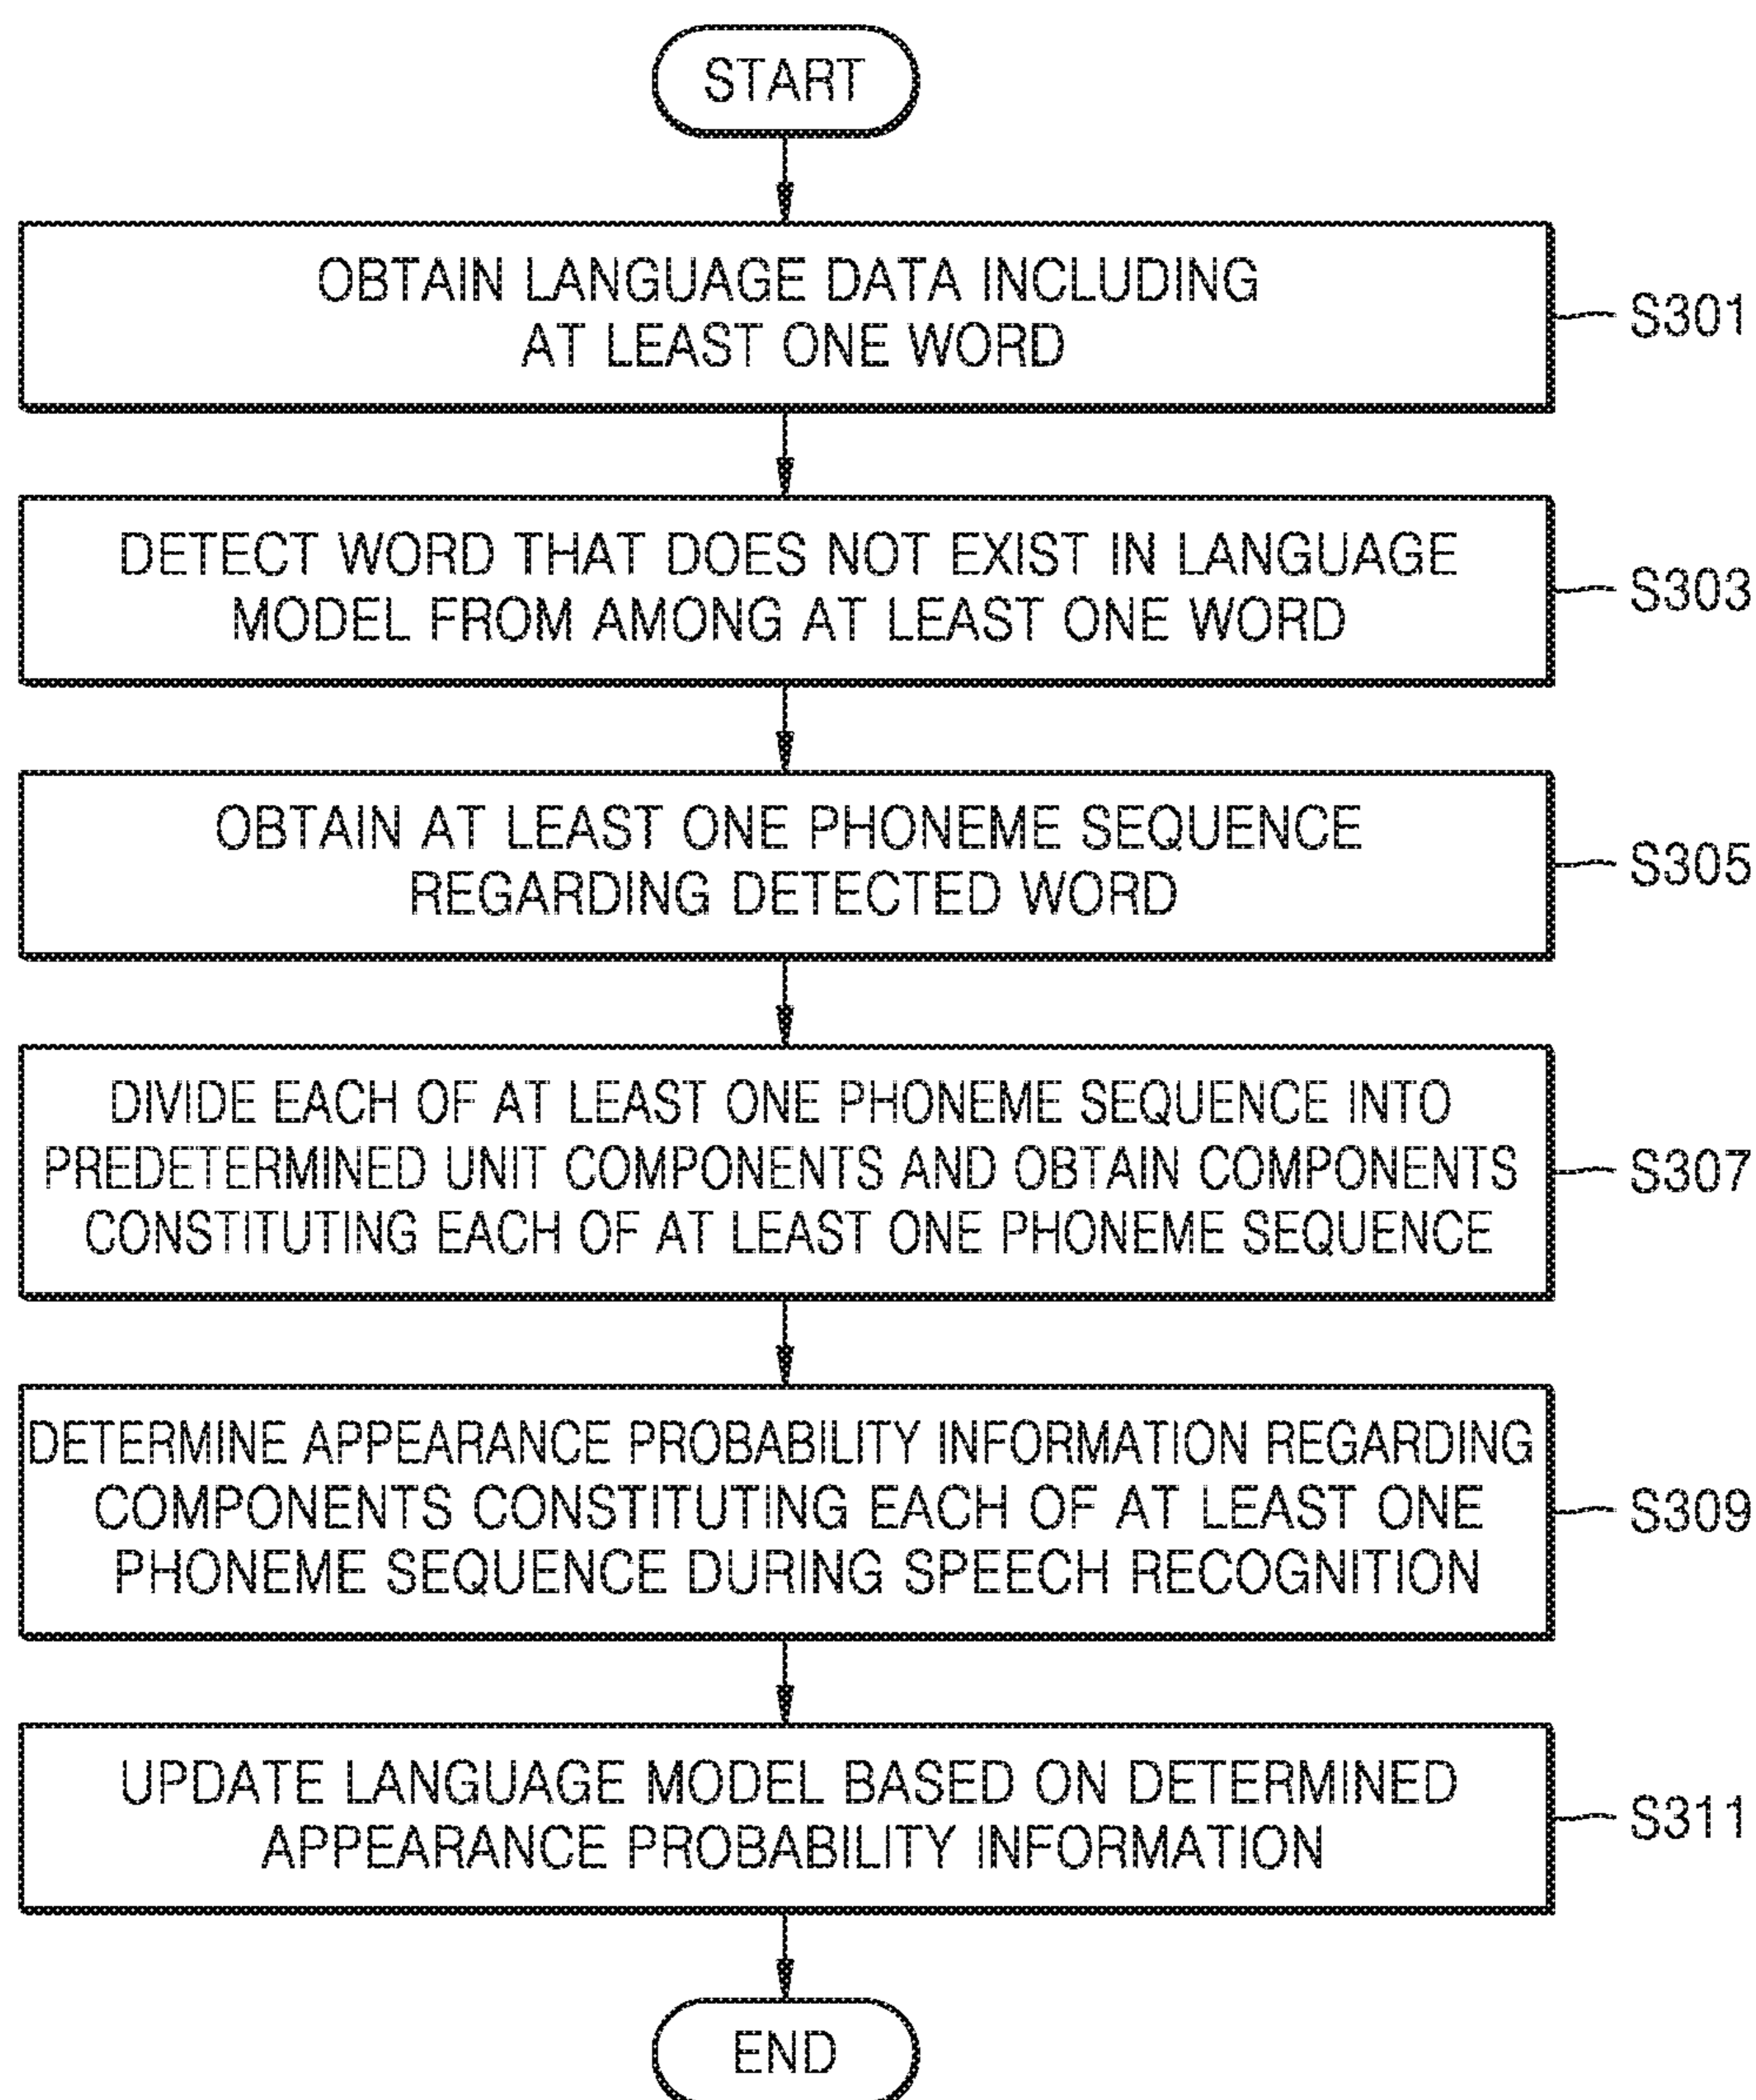 START
OBTAIN LANGUAGE DATA INCLUDING
AT LEAST ONE WORD
S301
DETECT WORD THAT DOES NOT EXIST IN LANGUAGE
MODEL FROM AMONG AT LEAST ONE WORD
S303
OBTAIN AT LEAST ONE PHONEME SEQUENCE
REGARDING DETECTED WORD
S305
DIVIDE EACH OF AT LEAST ONE PHONEME SEQUENCE INTO
PREDETERMINED UNIT COMPONENTS AND OBTAIN COMPONENTS
CONSTITUTING EACH OF AT LEAST ONE PHONEME SEQUENCE
S307
DETERMINE APPEARANCE PROBABILITY INFORMATION REGARDING
COMPONENTS CONSTITUTING EACH OF AT LEAST ONE
PHONEME SEQUENCE DURING SPEECH RECOGNITION
S309
UPDATE LANGUAGE MODEL BASED ON DETERMINED
APPEARANCE PROBABILITY INFORMATION
S311
END